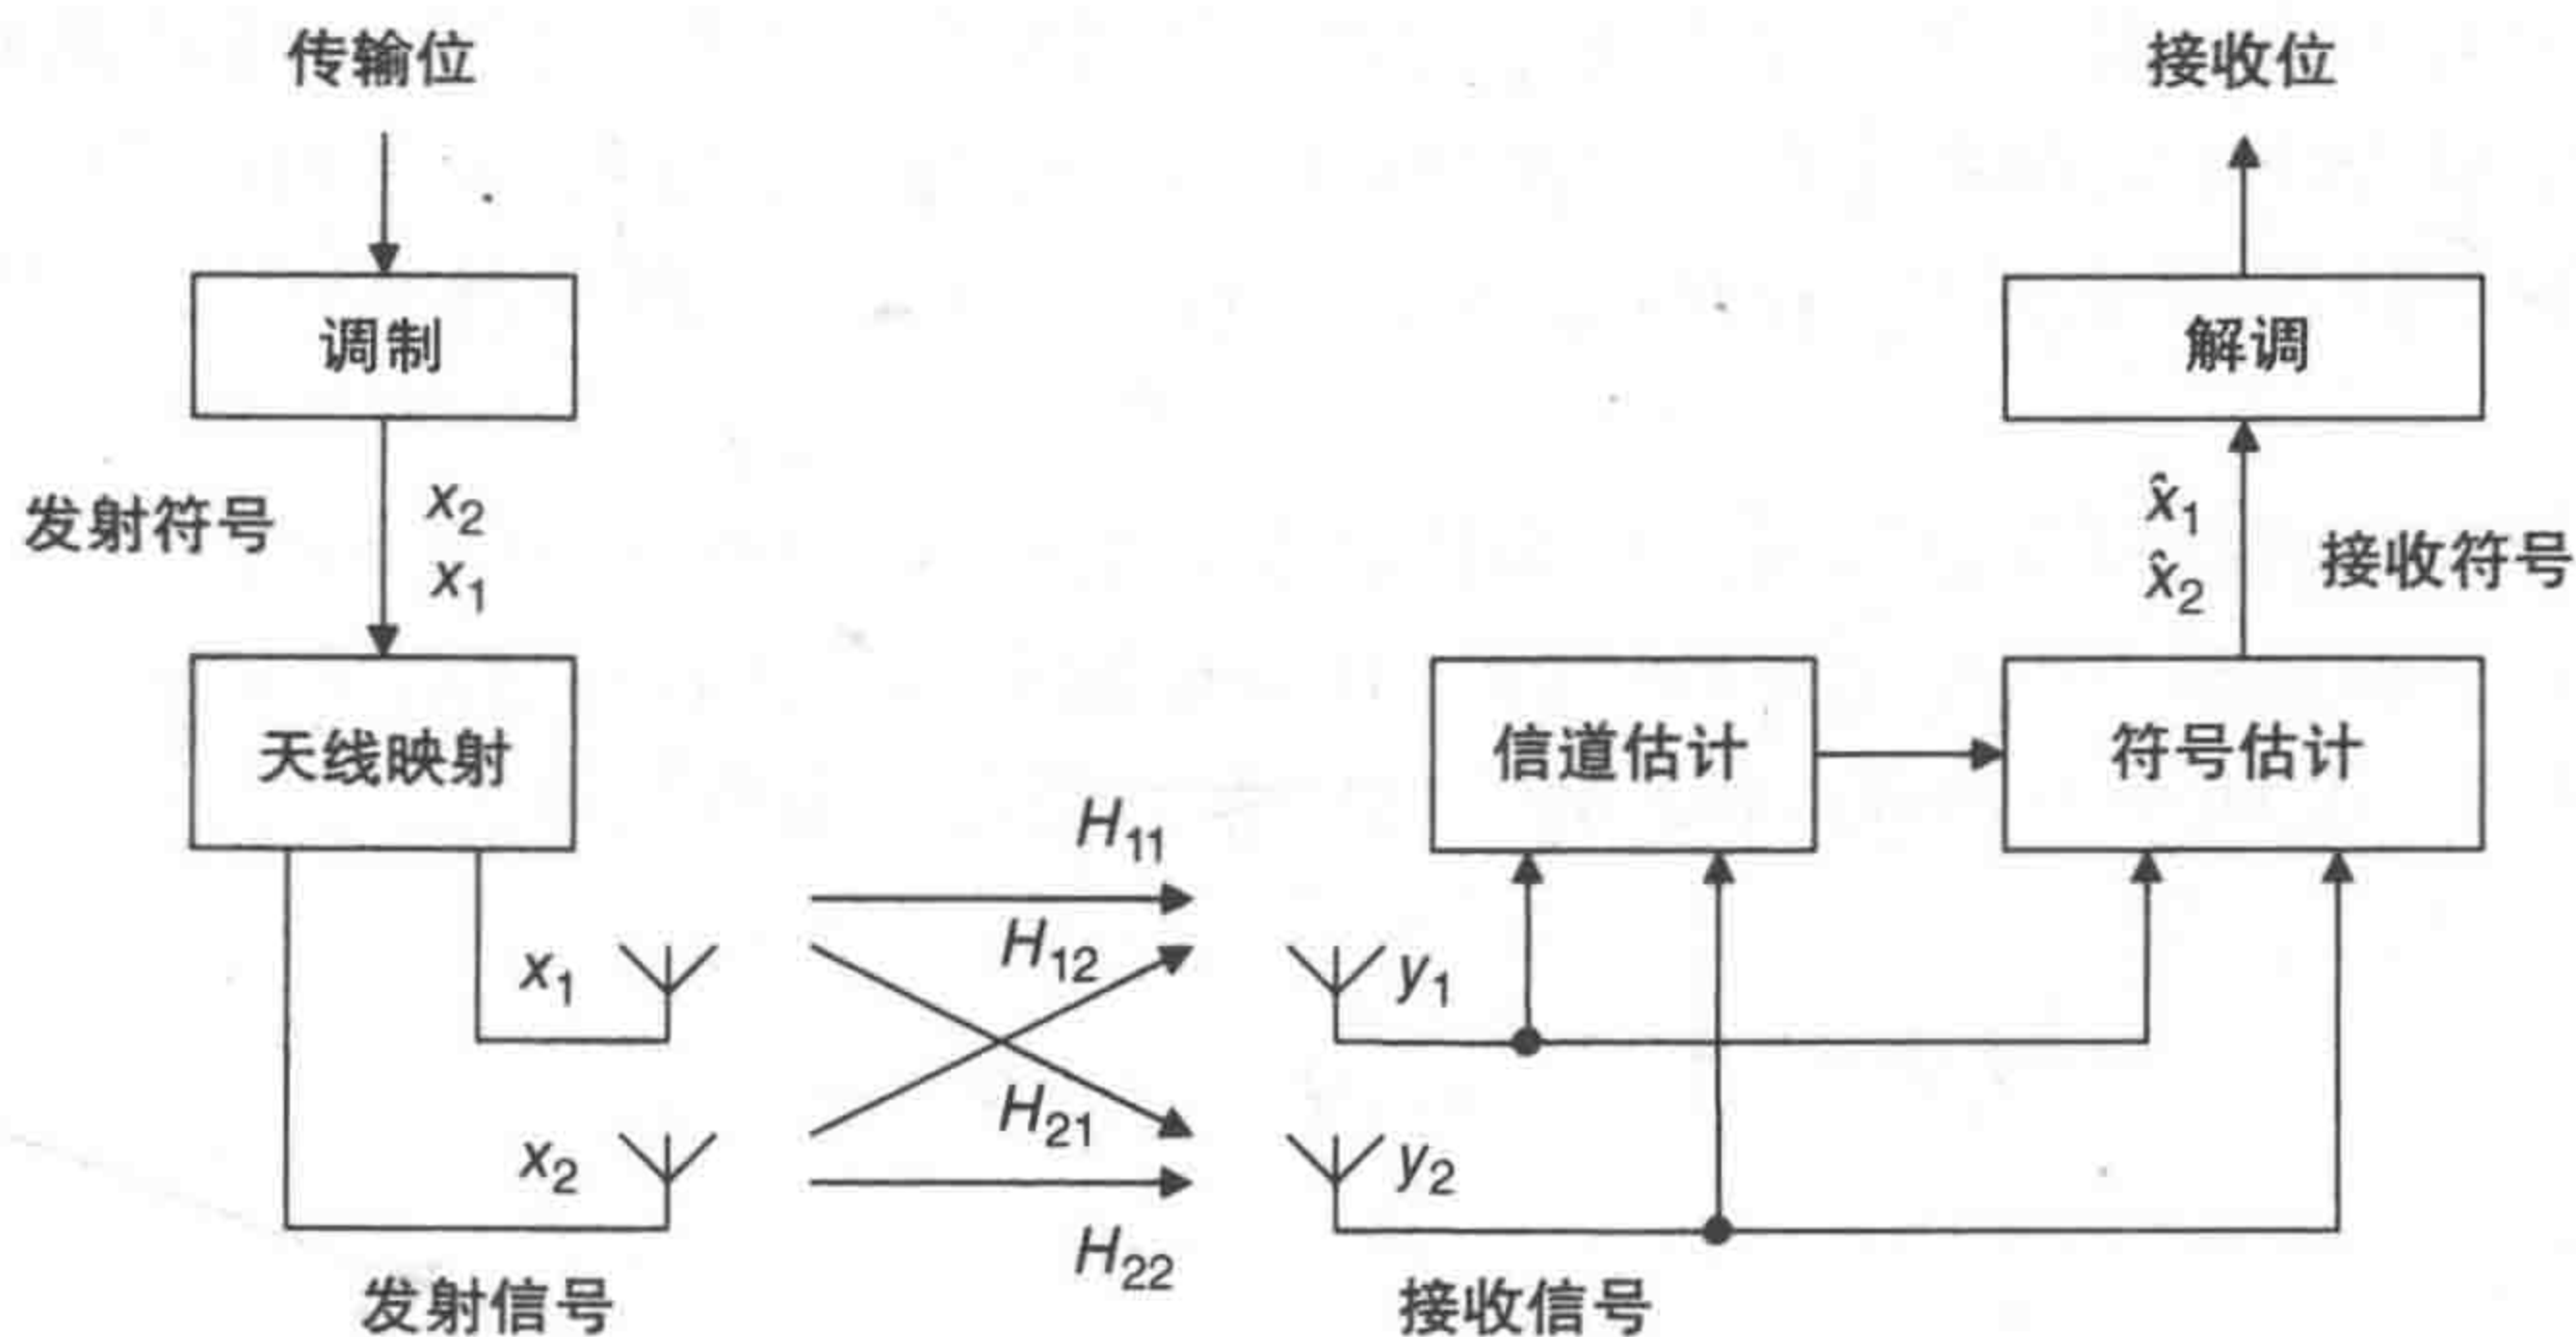 传输位
接收位
调制
解调
发射符号
x₂
x₁
x̂₁
x̂₂
接收符号
天线映射
信道估计
符号估计
H₁₁
H₁₂
x₁
y₁
H₂₁
x₂
y₂
H₂₂
发射信号
接收信号